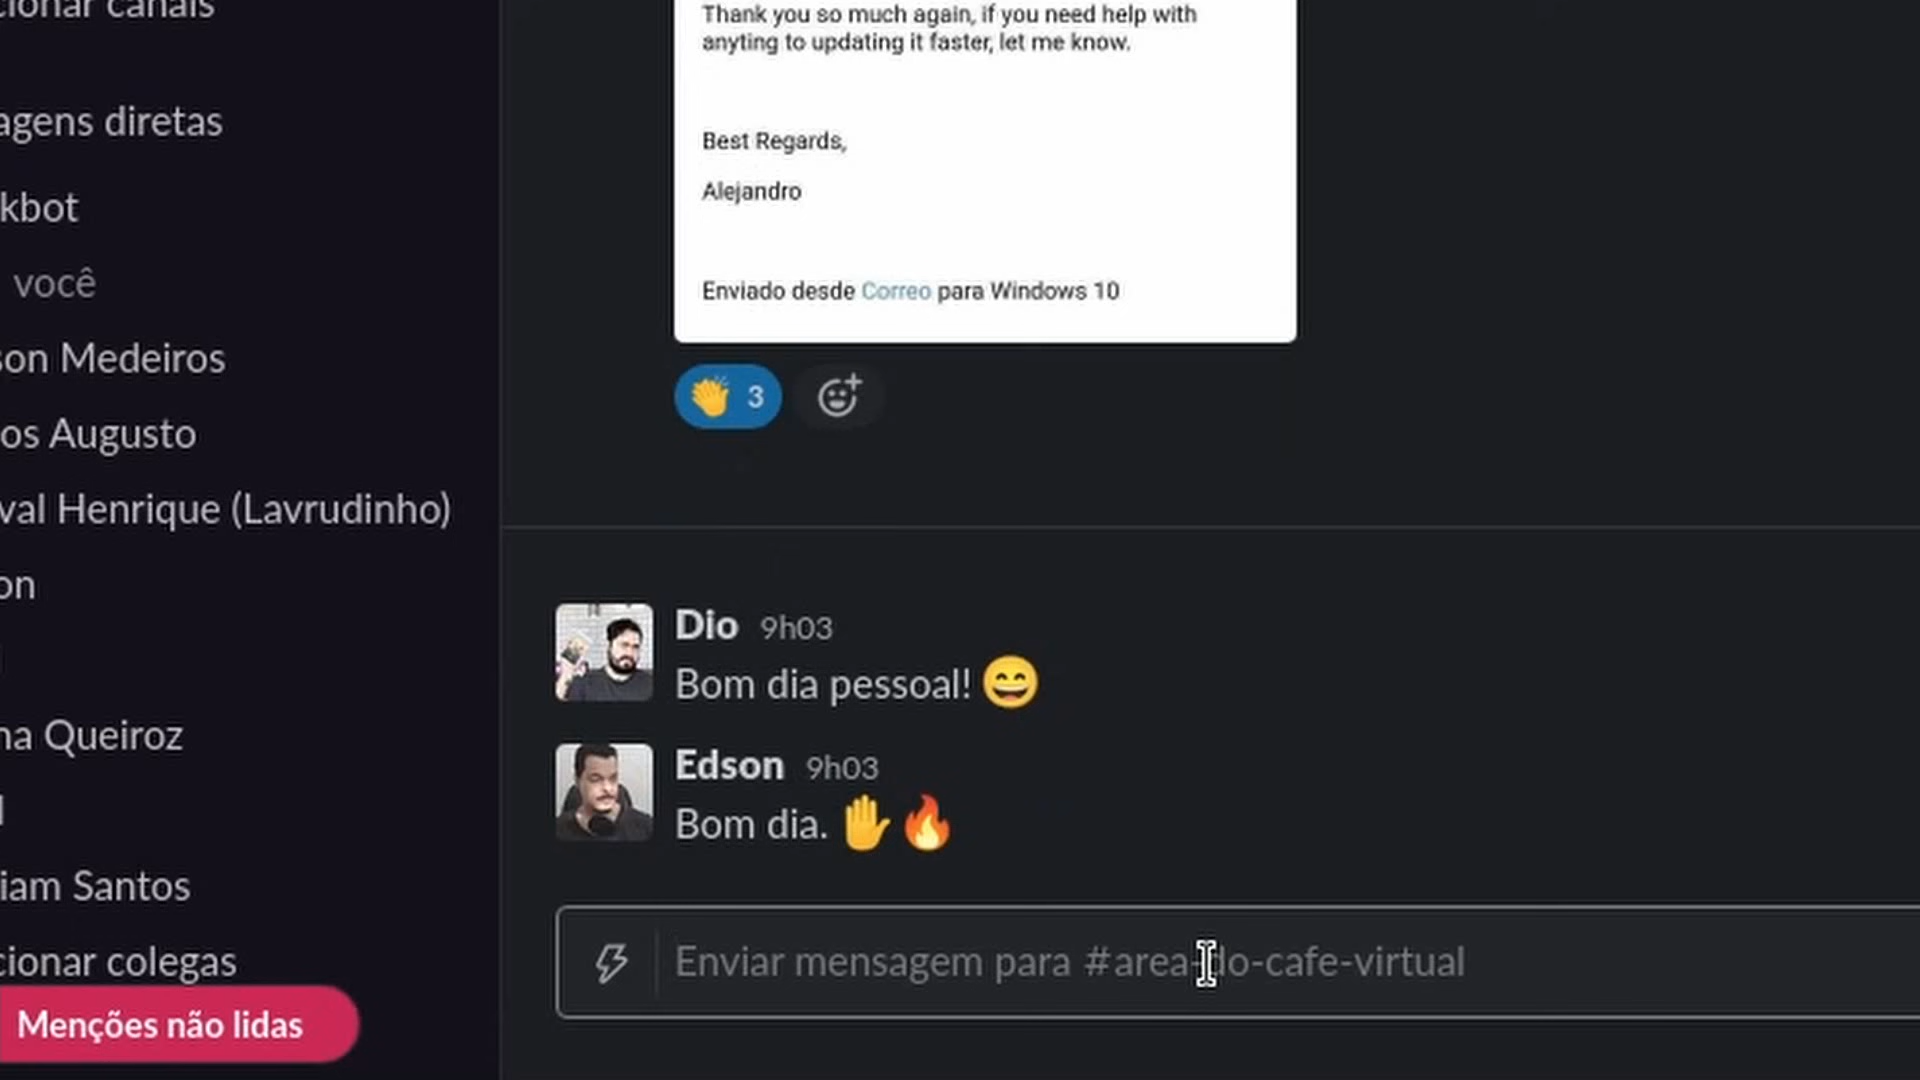 cionar canais
agens diretas
kbot
você
son Medeiros
os Augusto
val Henrique (Lavrudinho)
on
na Queiroz
iam Santos
cionar colegas
Menções não lidas
Thank you so much again, if you need help with
anyting to updating it faster, let me know.
Best Regards,
Alejandro
Enviado desde Correo para Windows 10
3
Dio 9h03
Bom dia pessoal! 😄
Edson 9h03
Bom dia. ✋🔥
Enviar mensagem para #area-do-cafe-virtual